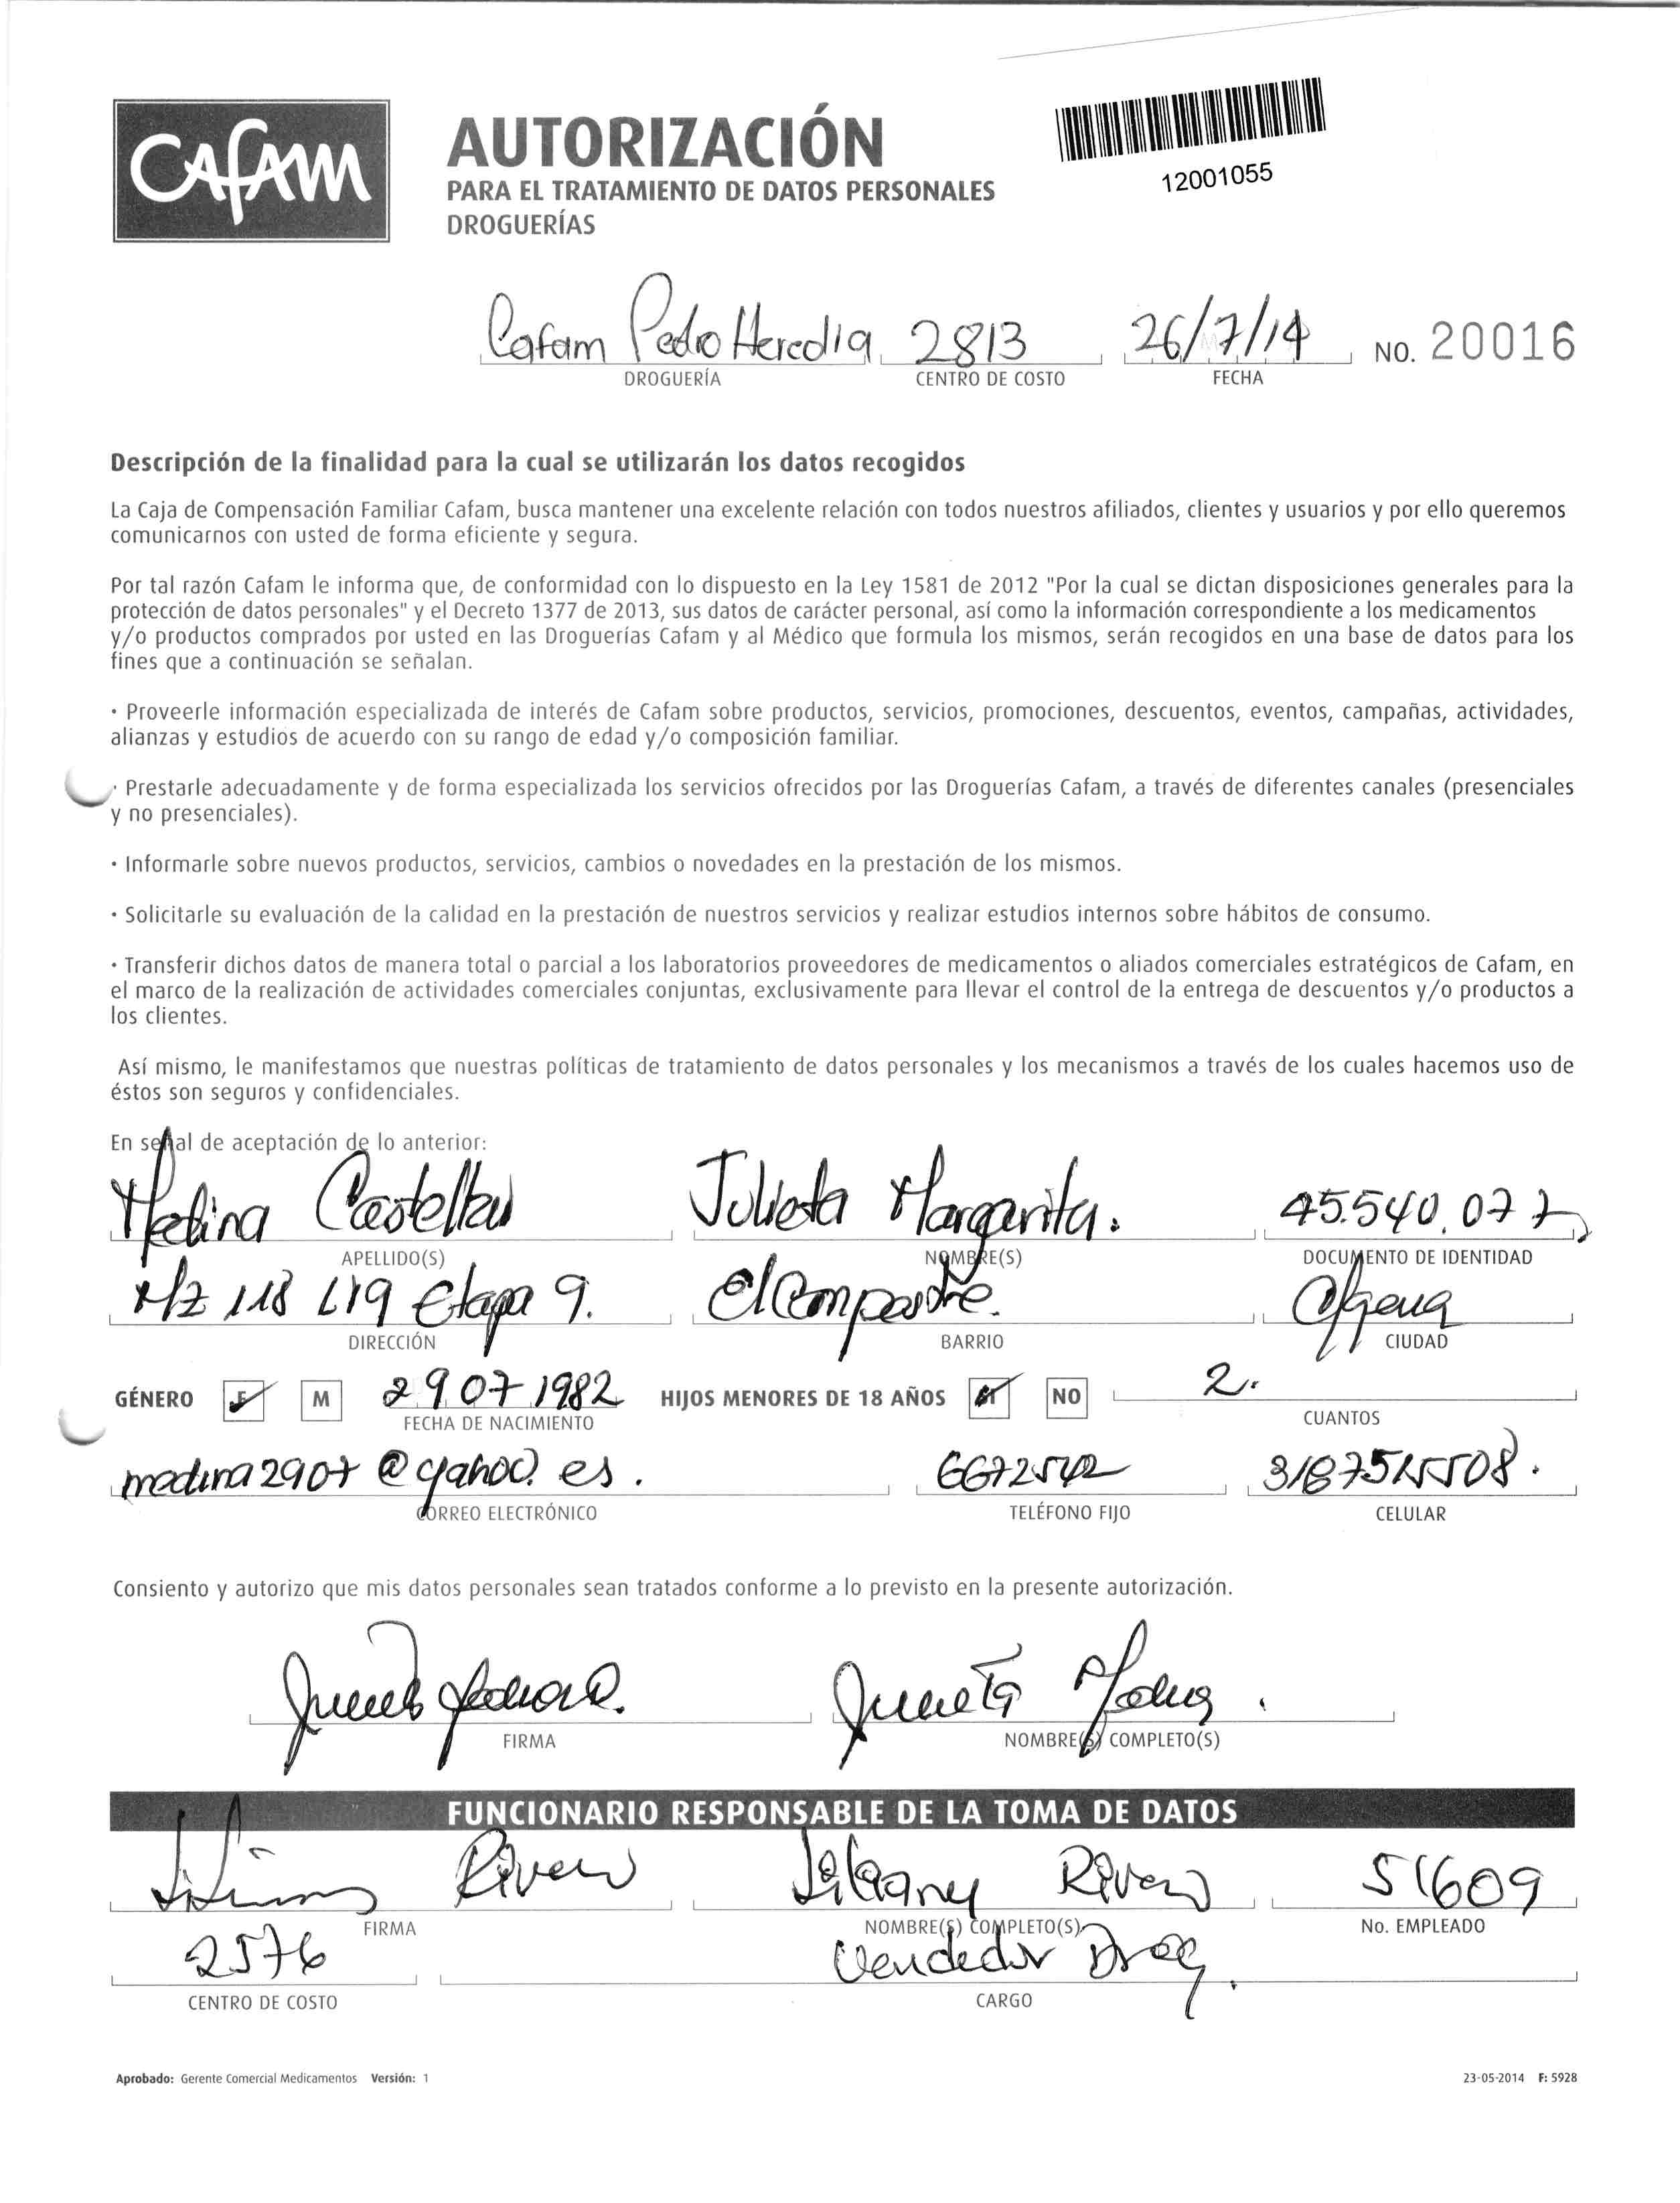 CAfAM
AUTORIZACIÓN
PARA EL TRATAMIENTO DE DATOS PERSONALES
DROGUERÍAS
12001055
Cafam Pedro Heredia 2813 26/7/14 NO. 20016
DROGUERÍA CENTRO DE COSTO FECHA
Descripción de la finalidad para la cual se utilizarán los datos recogidos
La Caja de Compensación Familiar Cafam, busca mantener una excelente relación con todos nuestros afiliados, clientes y usuarios y por ello queremos
comunicarnos con usted de forma eficiente y segura.
Por tal razón Cafam le informa que, de conformidad con lo dispuesto en la Ley 1581 de 2012 "Por la cual se dictan disposiciones generales para la
protección de datos personales" y el Decreto 1377 de 2013, sus datos de carácter personal, así como la información correspondiente a los medicamentos
y/o productos comprados por usted en las Droguerías Cafam y al Médico que formula los mismos, serán recogidos en una base de datos para los
fines que a continuación se señalan.
· Proveerle información especializada de interés de Cafam sobre productos, servicios, promociones, descuentos, eventos, campañas, actividades,
alianzas y estudios de acuerdo con su rango de edad y/o composición familiar.
· Prestarle adecuadamente y de forma especializada los servicios ofrecidos por las Droguerías Cafam, a través de diferentes canales (presenciales
y no presenciales).
· Informarle sobre nuevos productos, servicios, cambios o novedades en la prestación de los mismos.
· Solicitarle su evaluación de la calidad en la prestación de nuestros servicios y realizar estudios internos sobre hábitos de consumo.
· Transferir dichos datos de manera total o parcial a los laboratorios proveedores de medicamentos o aliados comerciales estratégicos de Cafam, en
el marco de la realización de actividades comerciales conjuntas, exclusivamente para llevar el control de la entrega de descuentos y/o productos a
los clientes.
Así mismo, le manifestamos que nuestras políticas de tratamiento de datos personales y los mecanismos a través de los cuales hacemos uso de
éstos son seguros y confidenciales.
En señal de aceptación de lo anterior:
Medina Castellar Julieta Margarita. 45.540.077
APELLIDO(S) NOMBRE(S) DOCUMENTO DE IDENTIDAD
Mz 118 L19 Etapa 9. El Campestre. C/gena
DIRECCIÓN BARRIO CIUDAD
GÉNERO F M 29 07 1982 HIJOS MENORES DE 18 AÑOS SI NO 2.
FECHA DE NACIMIENTO CUANTOS
medina2907@yahoo.es. 6672542 3187515508.
CORREO ELECTRÓNICO TELÉFONO FIJO CELULAR
Consiento y autorizo que mis datos personales sean tratados conforme a lo previsto en la presente autorización.
Julieta Medina.
FIRMA NOMBRE(S) COMPLETO(S)
FUNCIONARIO RESPONSABLE DE LA TOMA DE DATOS
Rivero Rivero 51609
FIRMA NOMBRE(S) COMPLETO(S) No. EMPLEADO
2576 Vendedor Drog.
CENTRO DE COSTO CARGO
Aprobado: Gerente Comercial Medicamentos Versión: 1 23-05-2014 F: 5928